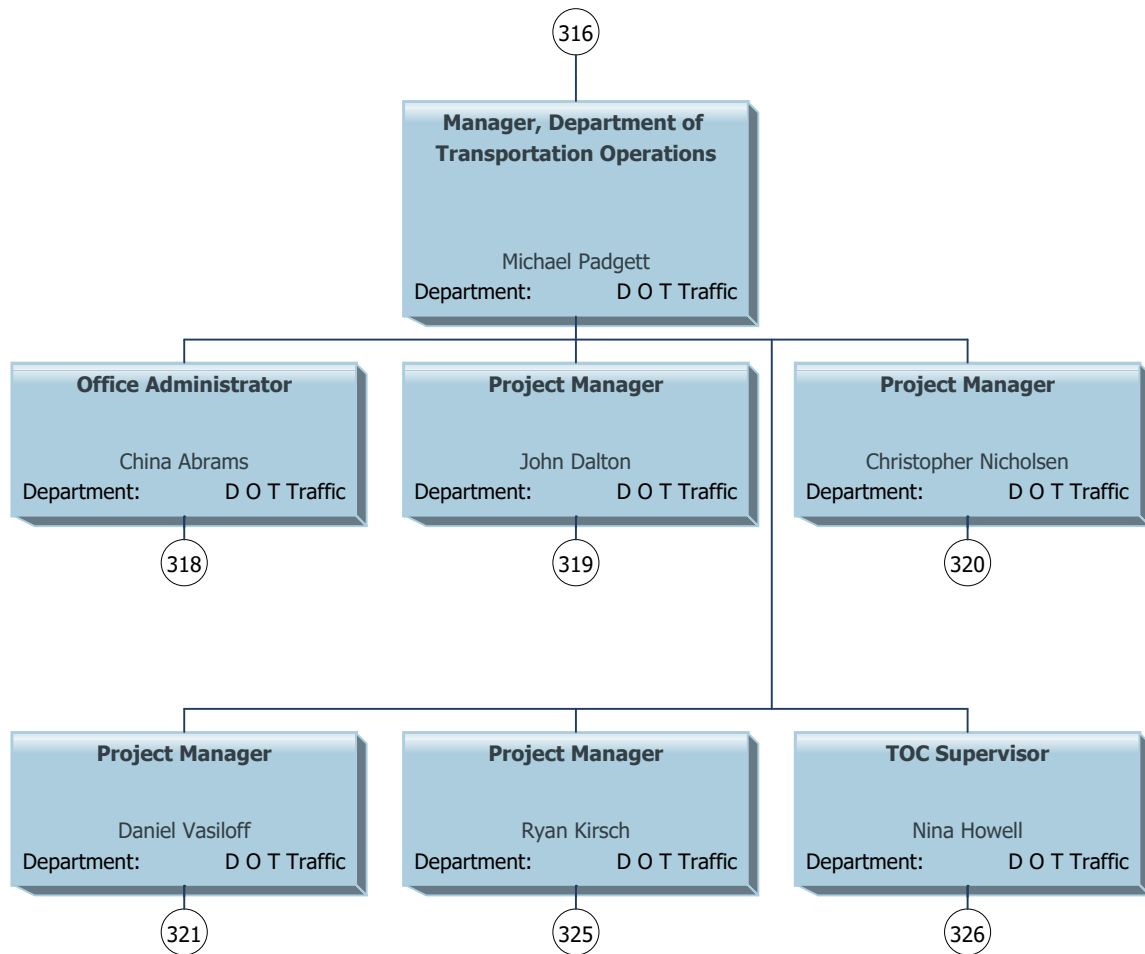 316
Manager, Department of
Transportation Operations
Michael Padgett
Department: D O T Traffic
Office Administrator
China Abrams
Department: D O T Traffic
318
Project Manager
John Dalton
Department: D O T Traffic
319
Project Manager
Christopher Nicholsen
Department: D O T Traffic
320
Project Manager
Daniel Vasiloff
Department: D O T Traffic
321
Project Manager
Ryan Kirsch
Department: D O T Traffic
325
TOC Supervisor
Nina Howell
Department: D O T Traffic
326